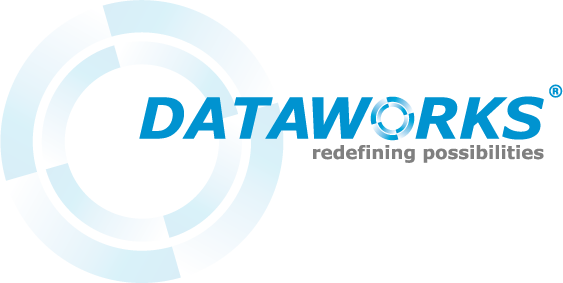 DATAWORKS®
redefining possibilities